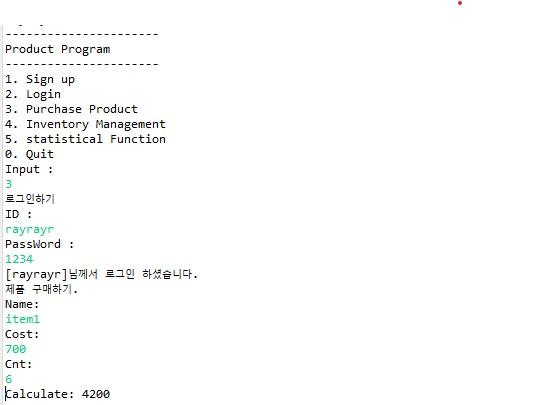 ----------------------
Product Program
----------------------
1. Sign up
2. Login
3. Purchase Product
4. Inventory Management
5. statistical Function
0. Quit
Input :
3
로그인하기
ID :
rayrayr
PassWord :
1234
[rayrayr]님께서 로그인 하셨습니다.
제품 구매하기.
Name:
item1
Cost:
700
Cnt:
6
Calculate: 4200